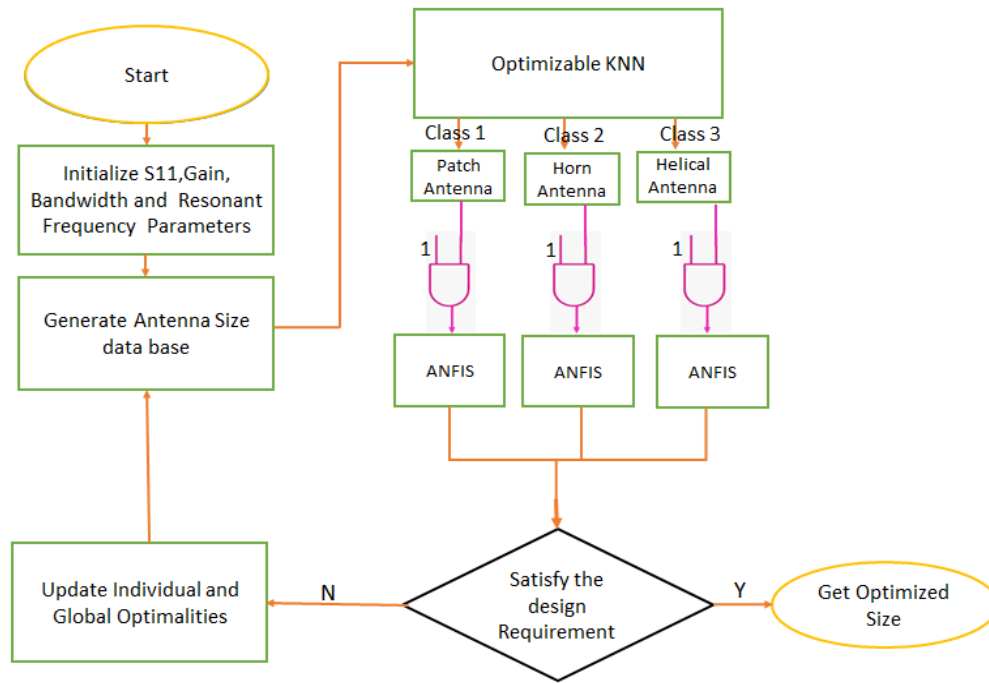 Start
Initialize S11,Gain,
Bandwidth and Resonant
Frequency Parameters
Generate Antenna Size
data base
Optimizable KNN
Class 1
Class 2
Class 3
Patch
Antenna
Horn
Antenna
Helical
Antenna
1
1
1
ANFIS
ANFIS
ANFIS
Satisfy the
design
Requirement
N
Y
Update Individual and
Global Optimalities
Get Optimized
Size